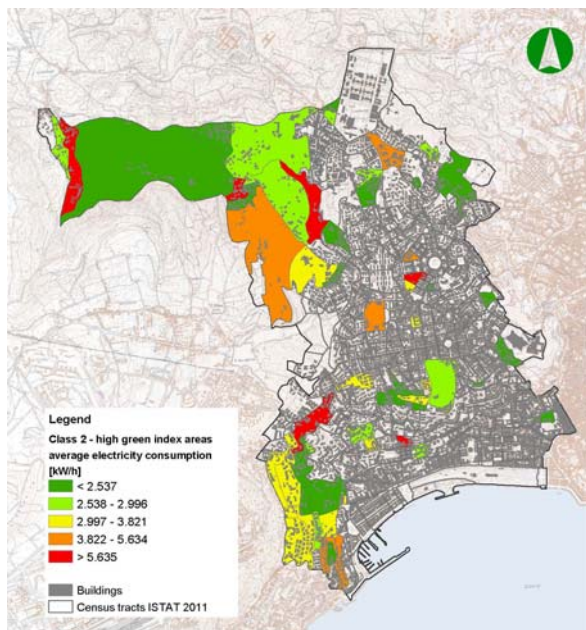 Legend
Class 2 - high green index areas
average electricity consumption
[kW/h]
< 2.537
2.538 - 2.996
2.997 - 3.821
3.822 - 5.634
> 5.635
Buildings
Census tracts ISTAT 2011